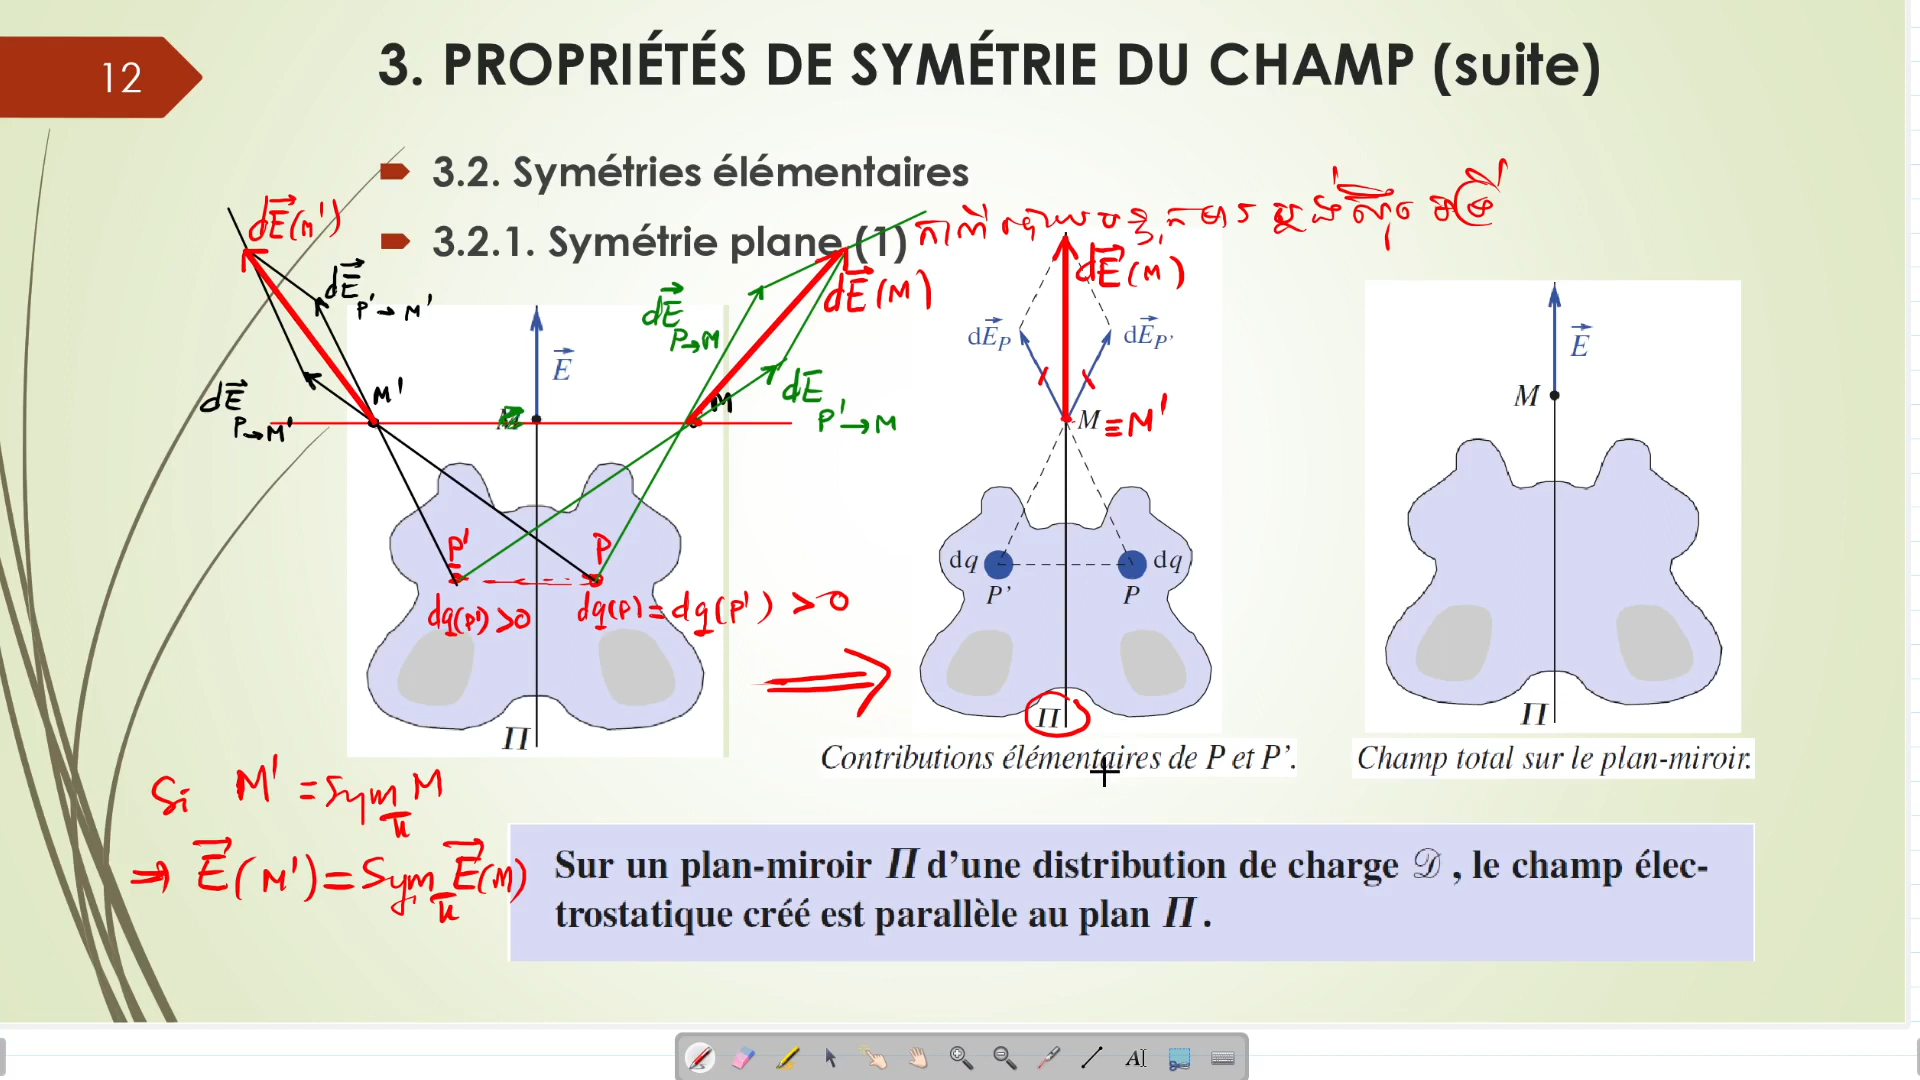 12
3. PROPRIÉTÉS DE SYMÉTRIE DU CHAMP (suite)
3.2. Symétries élémentaires
3.2.1. Symétrie plane (1)
dE(M')
dE P'→M'
dE P→M'
M'
E
M
dE P→M
dE(M)
dE P'→M
M
P'
P
dq(P')>0
dq(P)=dq(P')>0
Π
dE(M)
dE_P
dE_P'
M ≡M'
dq
dq
P'
P
Π
Contributions élémentaires de P et P'.
E
M
Π
Champ total sur le plan-miroir.
Si M' = Sym_π M
⇒ E(M') = Sym_π E(M)
Sur un plan-miroir Π d'une distribution de charge 𝒟, le champ élec-
trostatique créé est parallèle au plan Π.